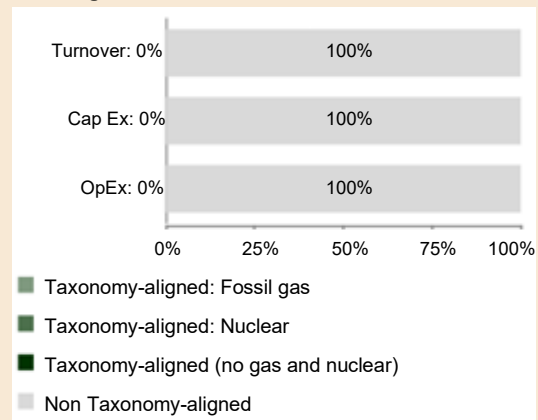 Turnover: 0% 100%
Cap Ex: 0% 100%
OpEx: 0% 100%
0% 25% 50% 75% 100%
Taxonomy-aligned: Fossil gas
Taxonomy-aligned: Nuclear
Taxonomy-aligned (no gas and nuclear)
Non Taxonomy-aligned